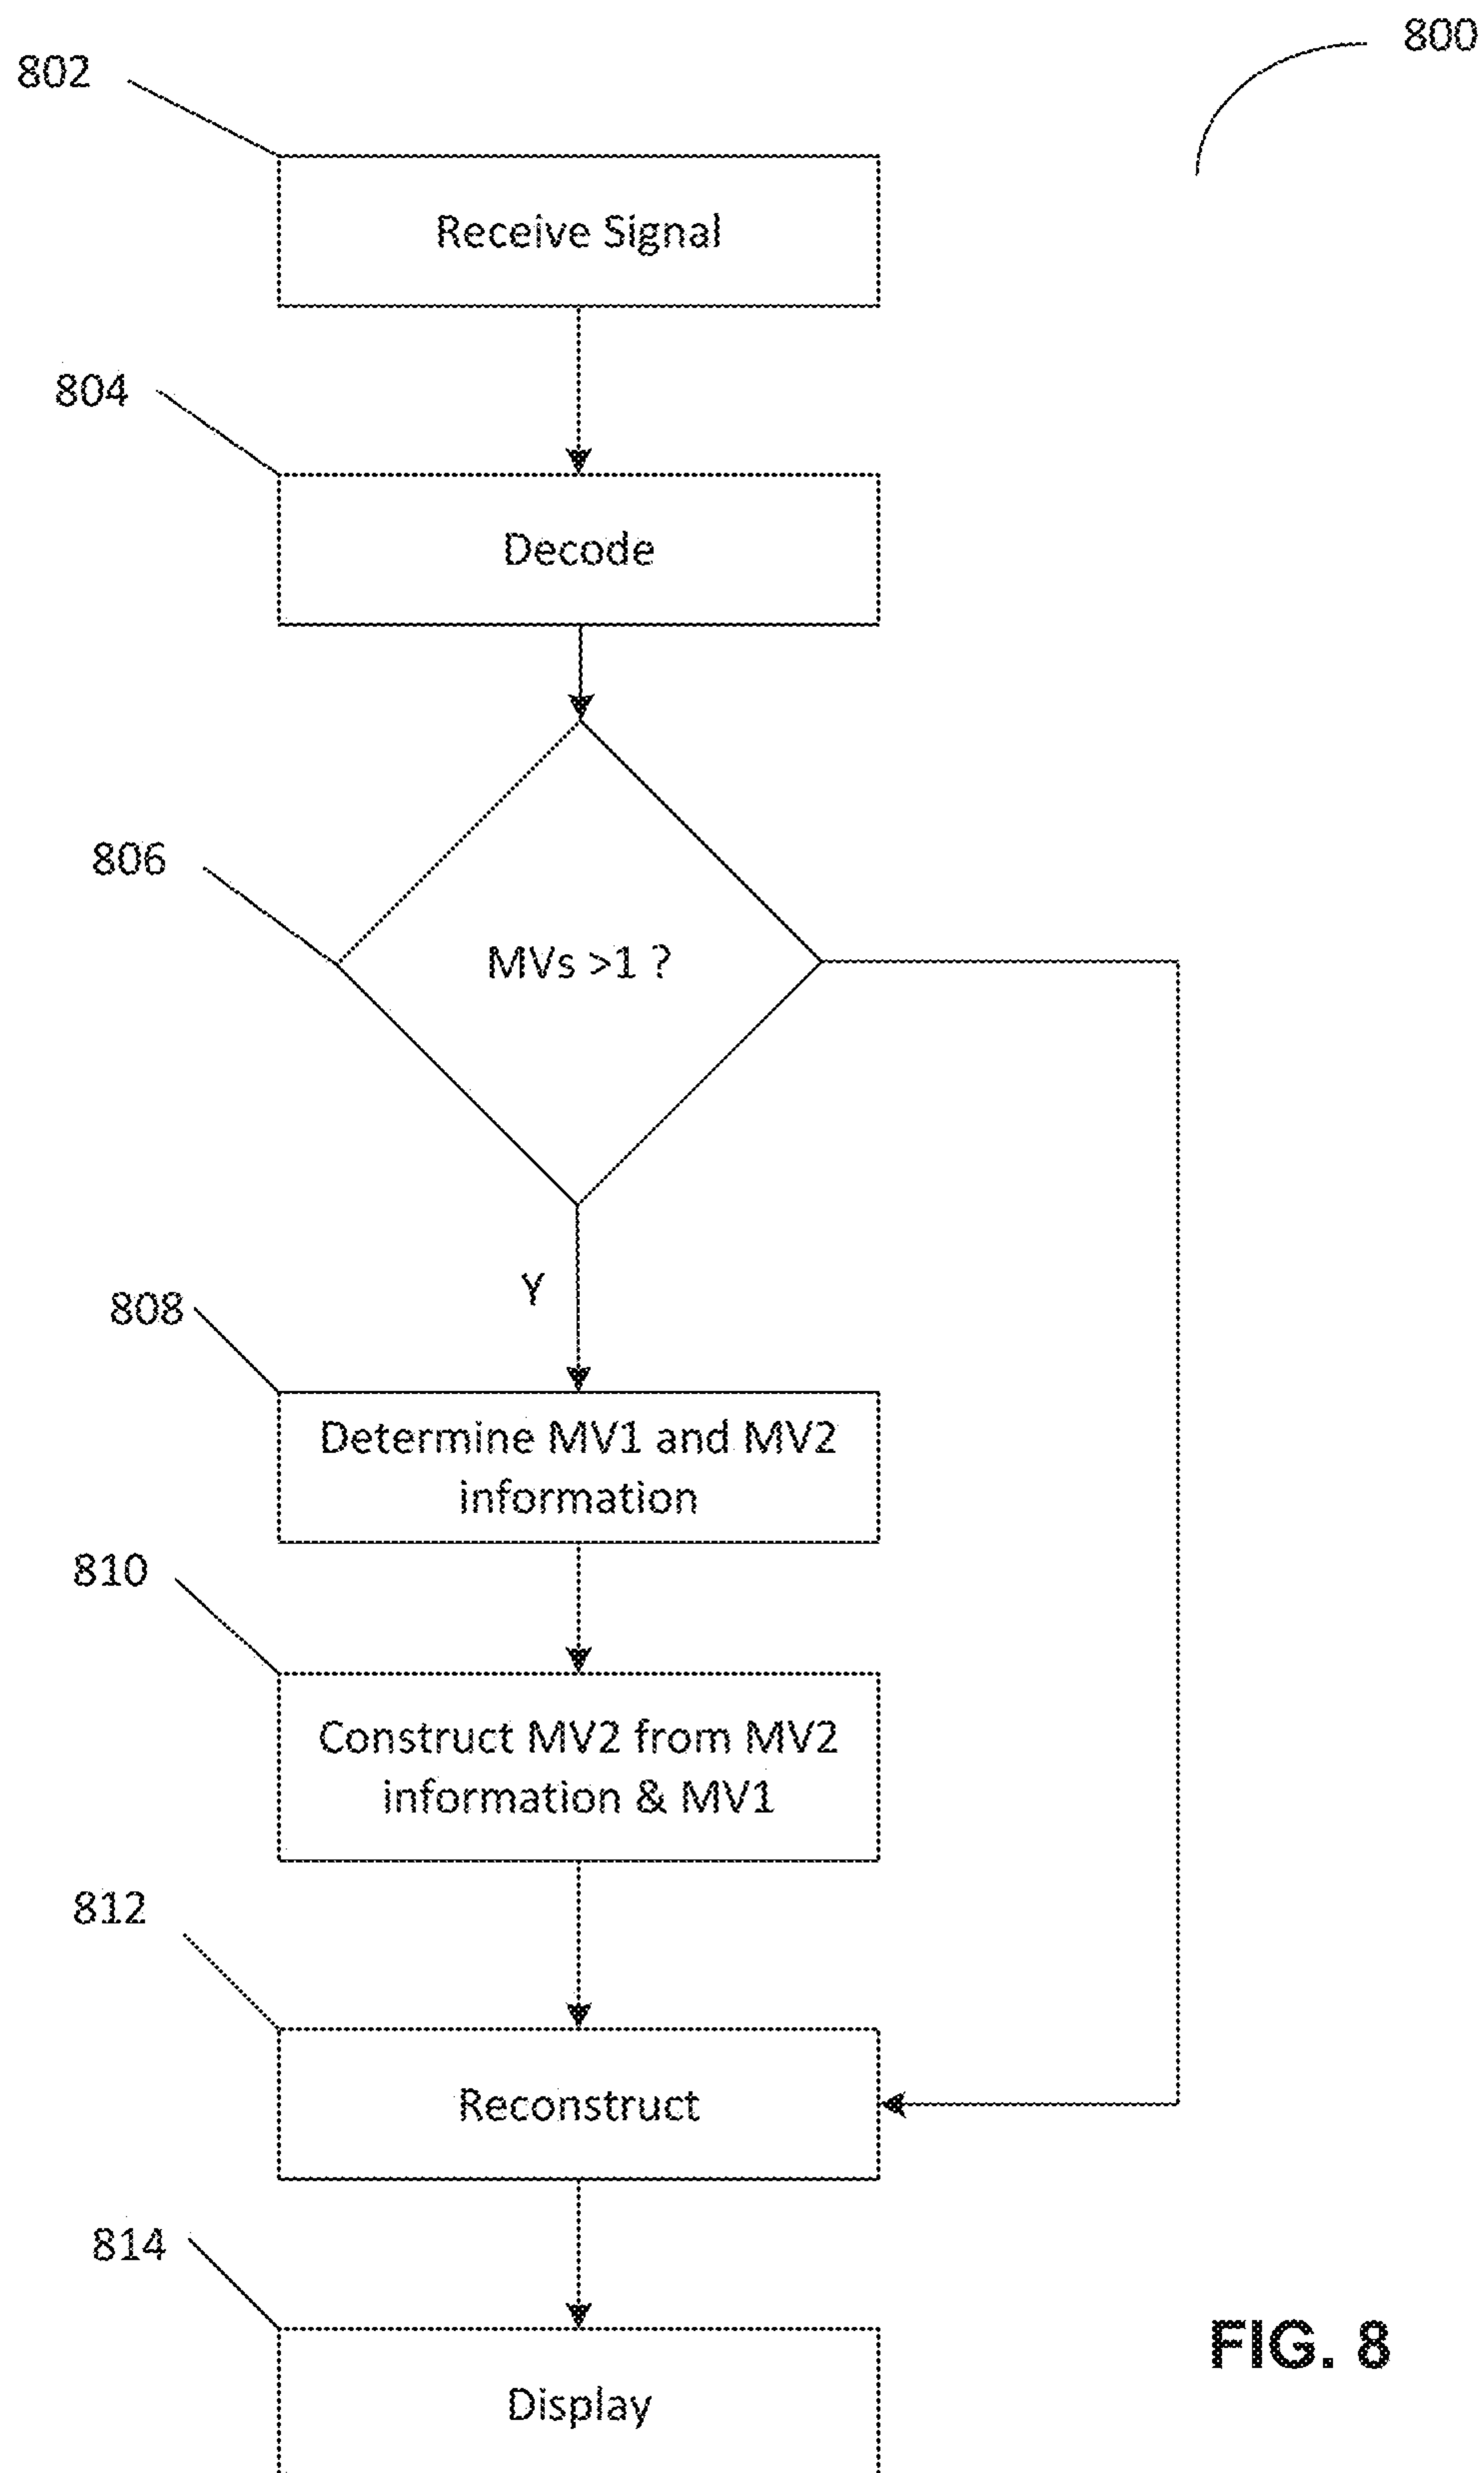 800
802
Receive Signal
804
Decode
806
MVs >1 ?
Y
808
Determine MV1 and MV2
information
810
Construct MV2 from MV2
information & MV1
812
Reconstruct
814
Display
FIG. 8